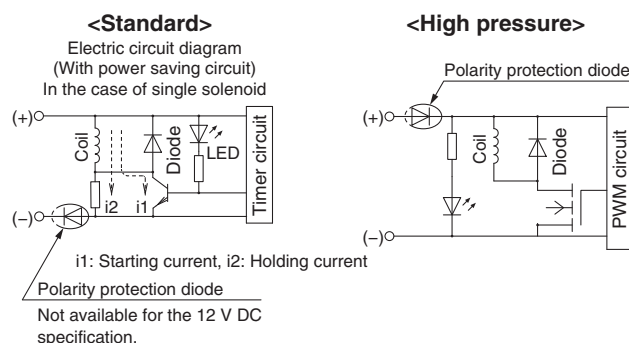 <Standard>
Electric circuit diagram
(With power saving circuit)
In the case of single solenoid
(+)
Coil
Diode
LED
Timer circuit
i2
i1
(–)
i1: Starting current, i2: Holding current
Polarity protection diode
Not available for the 12 V DC
specification.
<High pressure>
Polarity protection diode
(+)
Coil
Diode
PWM circuit
(–)